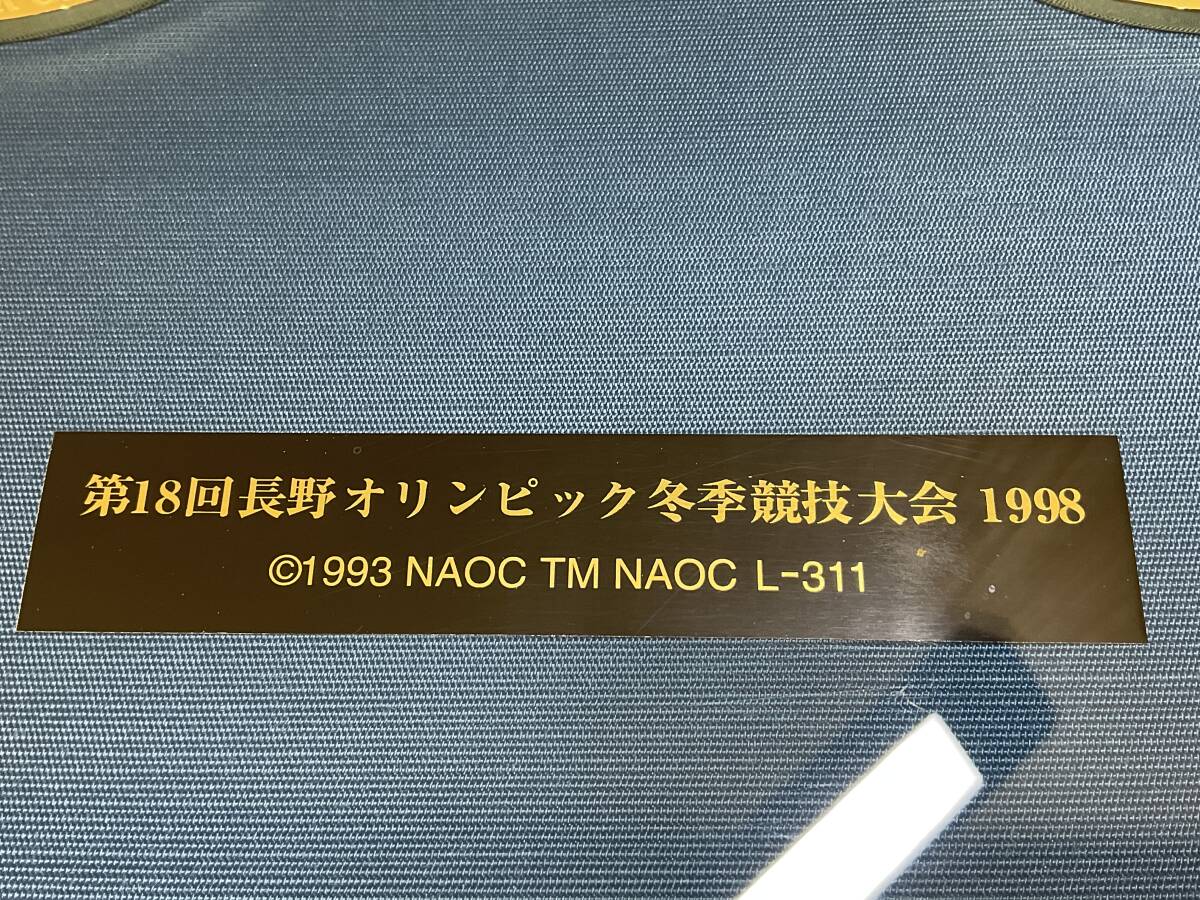 第18回長野オリンピック冬季競技大会 1998
©1993 NAOC TM NAOC L-311